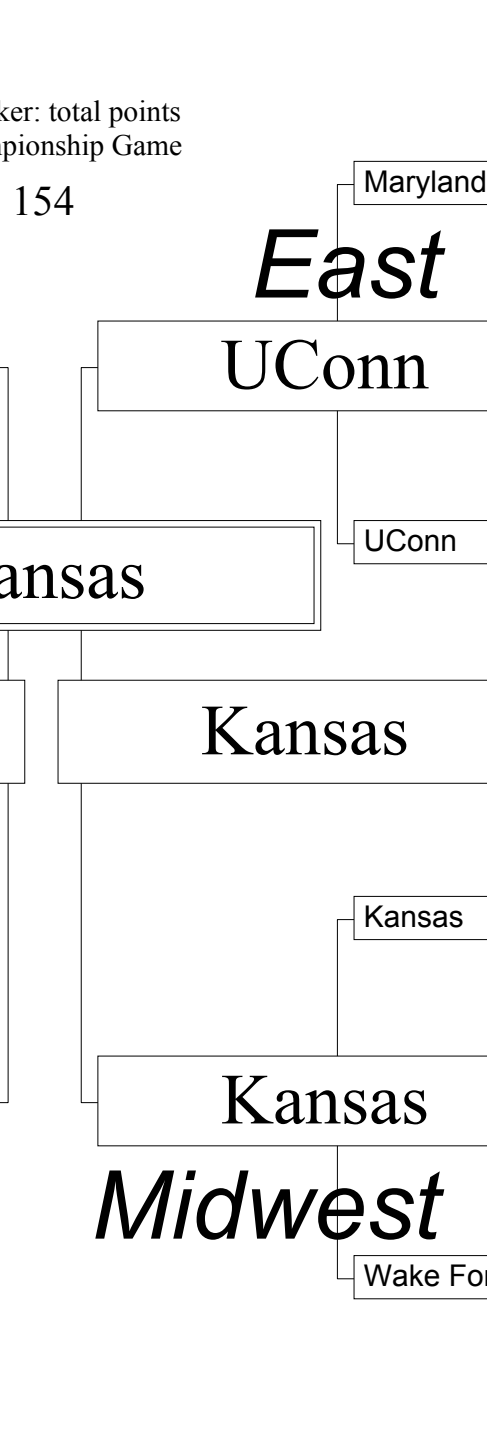 ker: total points
pionship Game
154
Maryland
East
UConn
UConn
ansas
Kansas
Kansas
Kansas
Midwest
Wake For